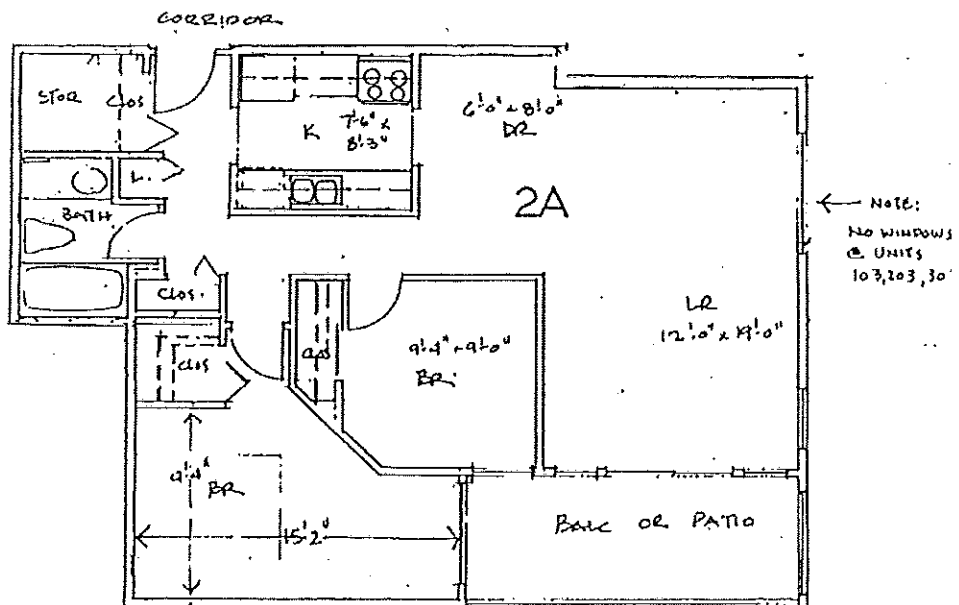 CORRIDOR
STOR
CLOS
K 7'-6" x
8'-3"
6'-0" x 8'-0"
DR
L.
BATH
2A
NOTE:
NO WINDOWS
@ UNITS
103, 203, 30
CLOS.
LR
12'-0" x 19'-0"
CLOS
CLOS
9'-4" x 9'-0"
BR
9'-4"
BR
15'-2"
BALC OR PATIO